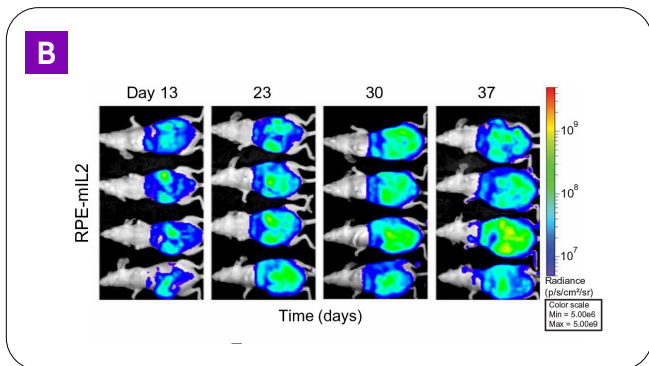 B
Day 13 23 30 37
RPE-mIL2
10⁹
10⁸
10⁷
Time (days)
Radiance
(p/s/cm²/sr)
Color scale
Min = 5.00e6
Max = 5.00e9